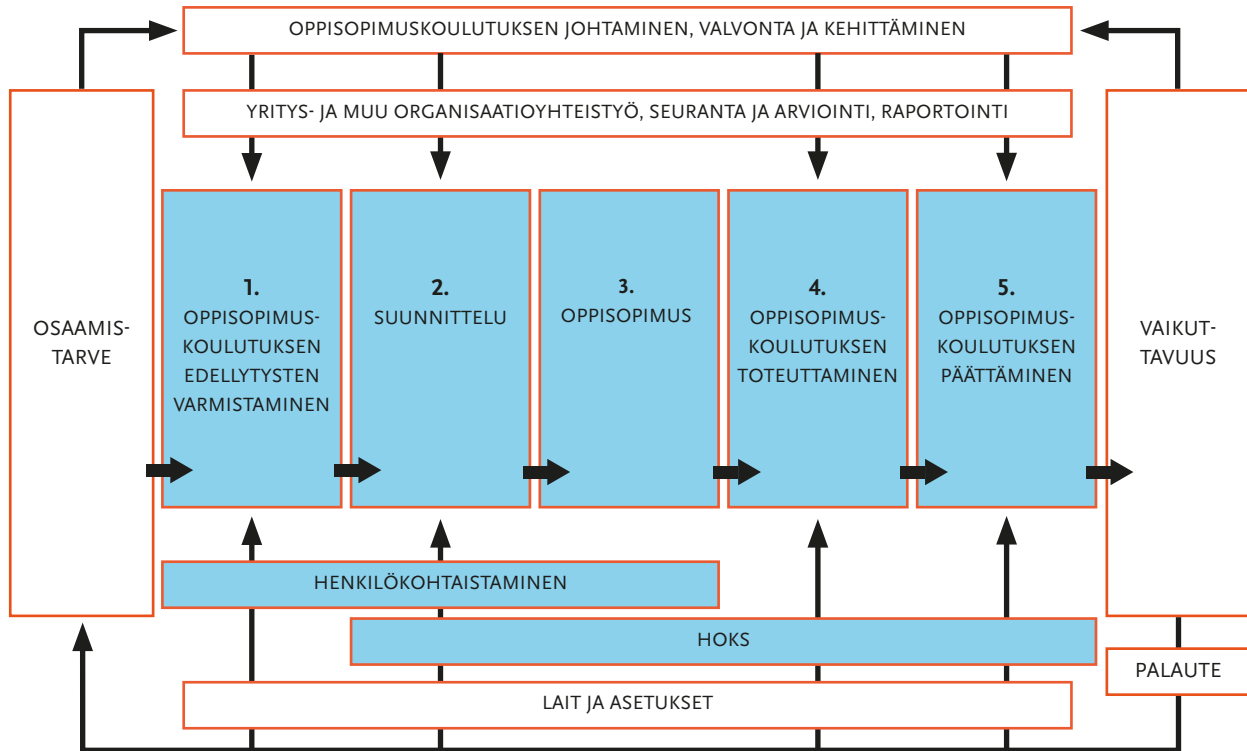 OPPISOPIMUSKOULUTUKSEN JOHTAMINEN, VALVONTA JA KEHITTÄMINEN
YRITYS- JA MUU ORGANISAATIOYHTEISTYÖ, SEURANTA JA ARVIOINTI, RAPORTOINTI
OSAAMIS-
TARVE
1.
OPPISOPIMUS-
KOULUTUKSEN
EDELLYTYSTEN
VARMISTAMINEN
2.
SUUNNITTELU
3.
OPPISOPIMUS
4.
OPPISOPIMUS-
KOULUTUKSEN
TOTEUTTAMINEN
5.
OPPISOPIMUS-
KOULUTUKSEN
PÄÄTTÄMINEN
VAIKUT-
TAVUUS
HENKILÖKOHTAISTAMINEN
HOKS
PALAUTE
LAIT JA ASETUKSET